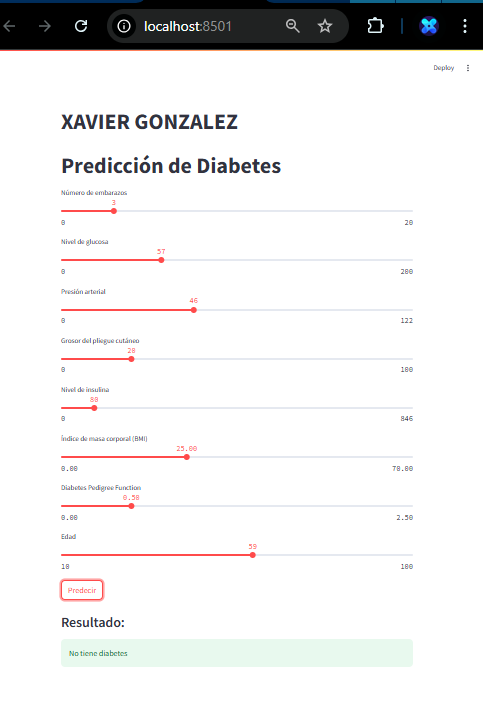 localhost:8501
Deploy
XAVIER GONZALEZ
Predicción de Diabetes
Número de embarazos
3
0 20
Nivel de glucosa
57
0 200
Presión arterial
46
0 122
Grosor del pliegue cutáneo
20
0 100
Nivel de insulina
80
0 846
Índice de masa corporal (BMI)
25.00
0.00 70.00
Diabetes Pedigree Function
0.50
0.00 2.50
Edad
59
10 100
Predecir
Resultado:
No tiene diabetes